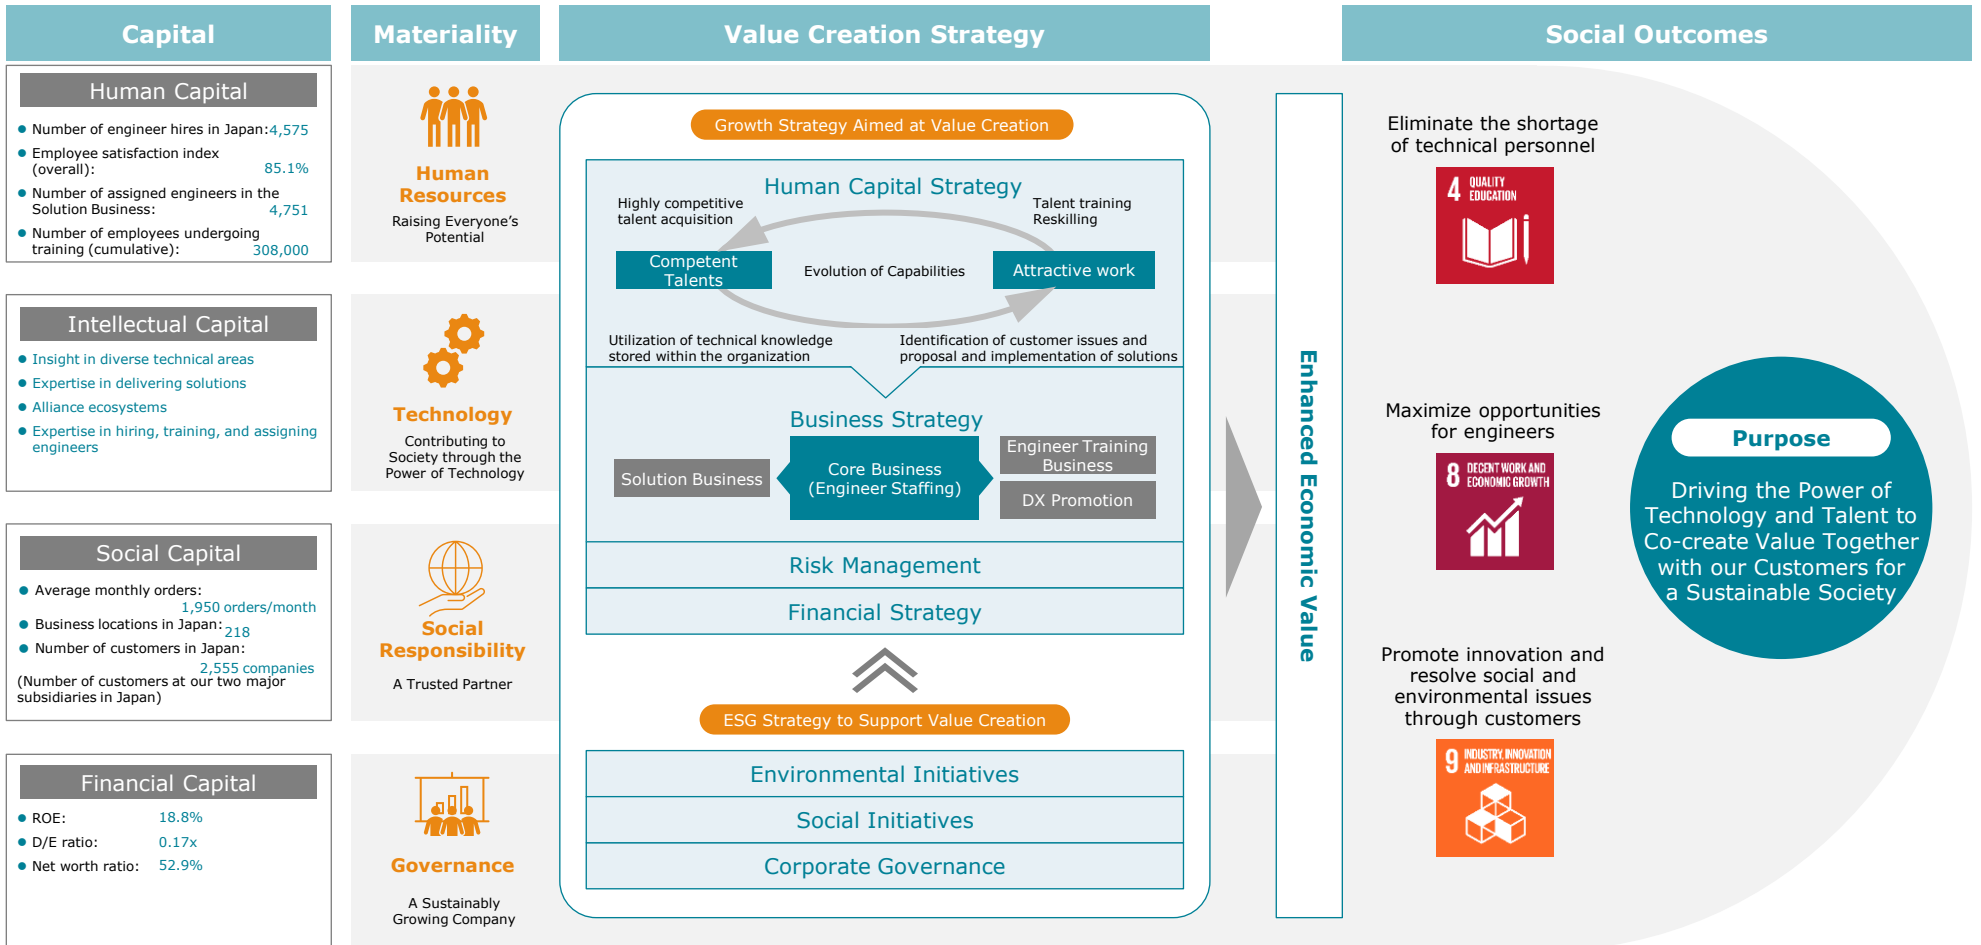 Capital
Materiality
Value Creation Strategy
Social Outcomes
Human Capital
Number of engineer hires in Japan: 4,575
Employee satisfaction index
(overall): 85.1%
Number of assigned engineers in the
Solution Business: 4,751
Number of employees undergoing
training (cumulative): 308,000
Intellectual Capital
Insight in diverse technical areas
Expertise in delivering solutions
Alliance ecosystems
Expertise in hiring, training, and assigning
engineers
Social Capital
Average monthly orders:
1,950 orders/month
Business locations in Japan: 218
Number of customers in Japan:
2,555 companies
(Number of customers at our two major
subsidiaries in Japan)
Financial Capital
ROE: 18.8%
D/E ratio: 0.17x
Net worth ratio: 52.9%
Human
Resources
Raising Everyone's
Potential
Technology
Contributing to
Society through the
Power of Technology
Social
Responsibility
A Trusted Partner
Governance
A Sustainably
Growing Company
Growth Strategy Aimed at Value Creation
Human Capital Strategy
Highly competitive
talent acquisition
Talent training
Reskilling
Competent
Talents
Evolution of Capabilities
Attractive work
Utilization of technical knowledge
stored within the organization
Identification of customer issues and
proposal and implementation of solutions
Business Strategy
Solution Business
Core Business
(Engineer Staffing)
Engineer Training
Business
DX Promotion
Risk Management
Financial Strategy
ESG Strategy to Support Value Creation
Environmental Initiatives
Social Initiatives
Corporate Governance
Enhanced Economic Value
Eliminate the shortage
of technical personnel
4 QUALITY
EDUCATION
Maximize opportunities
for engineers
8 DECENT WORK AND
ECONOMIC GROWTH
Promote innovation and
resolve social and
environmental issues
through customers
9 INDUSTRY, INNOVATION
AND INFRASTRUCTURE
Purpose
Driving the Power of
Technology and Talent to
Co-create Value Together
with our Customers for
a Sustainable Society